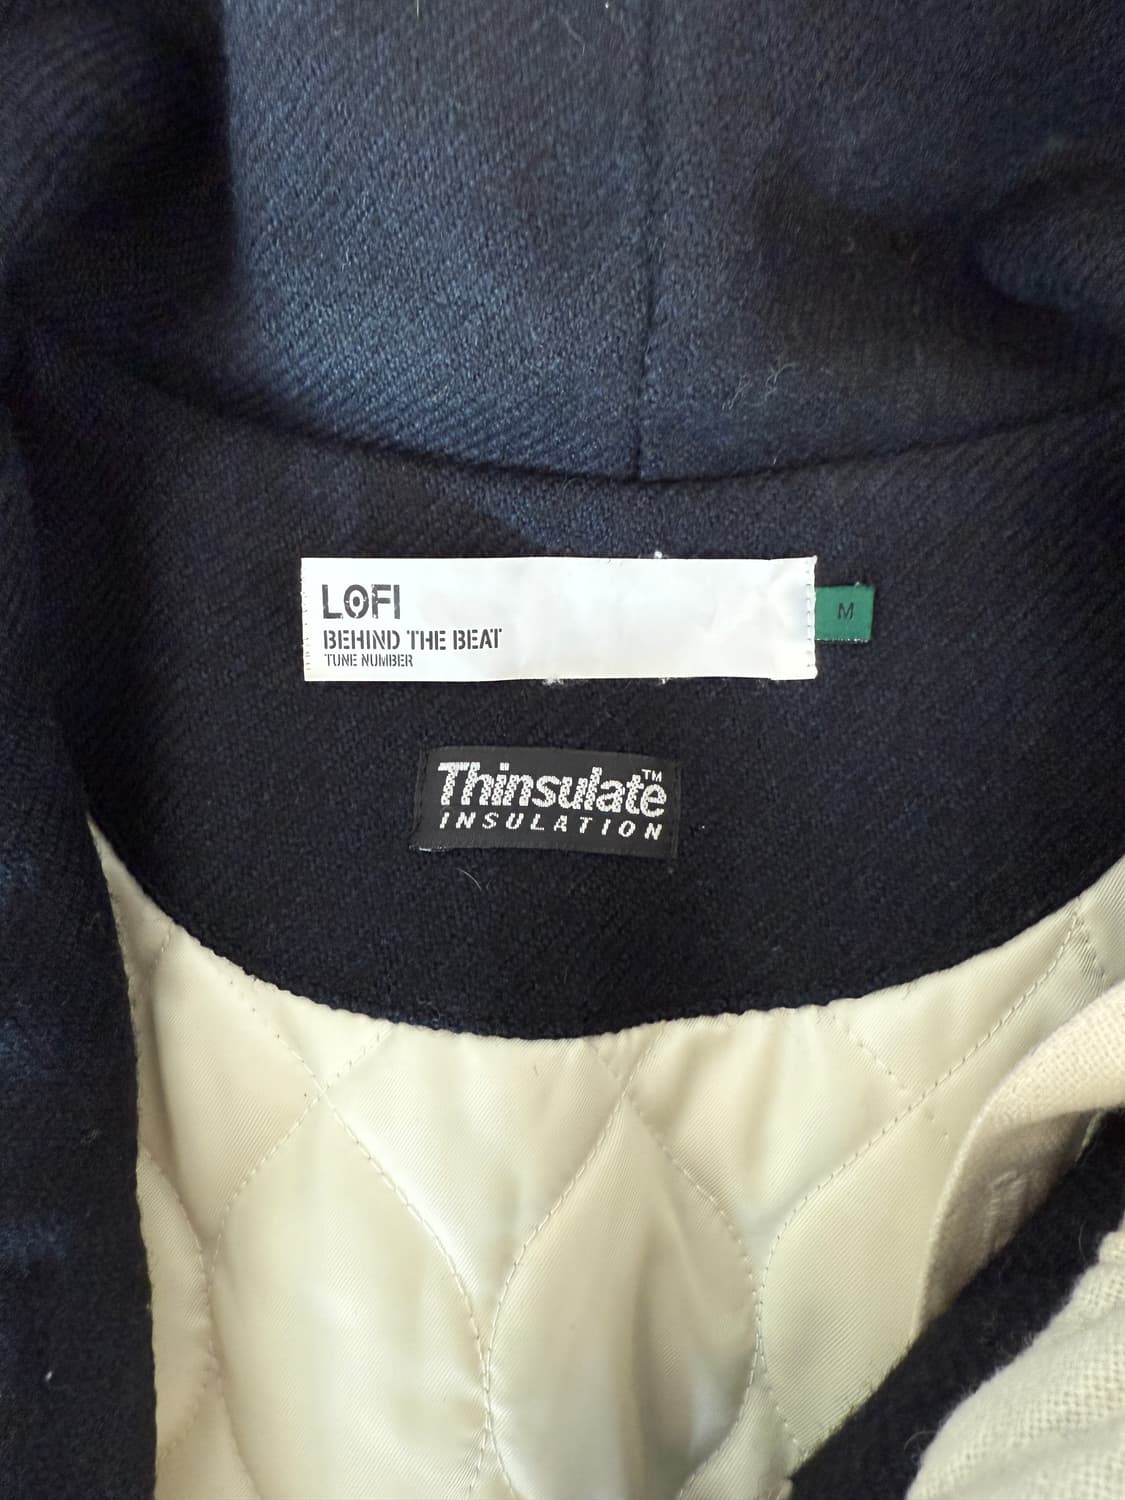 LOFI
BEHIND THE BEAT
TUNE NUMBER
M
Thinsulate™
INSULATION